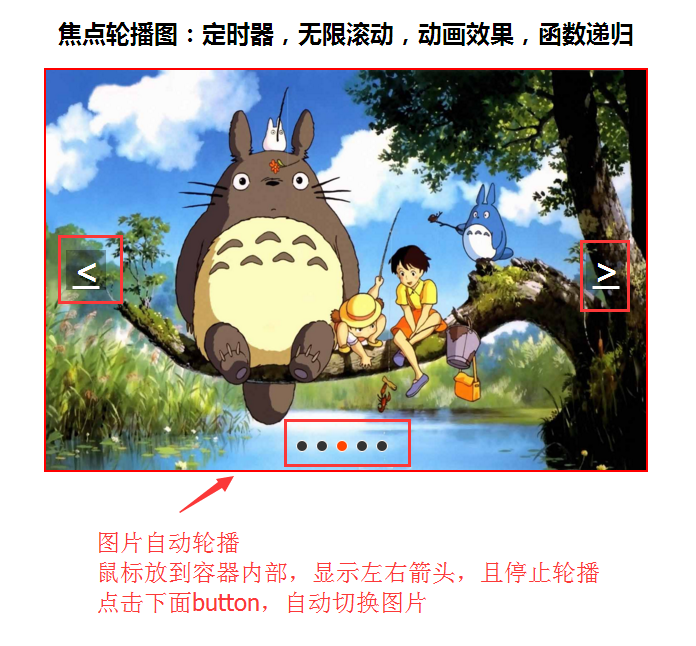 焦点轮播图：定时器，无限滚动，动画效果，函数递归
< >
图片自动轮播
鼠标放到容器内部，显示左右箭头，且停止轮播
点击下面button，自动切换图片